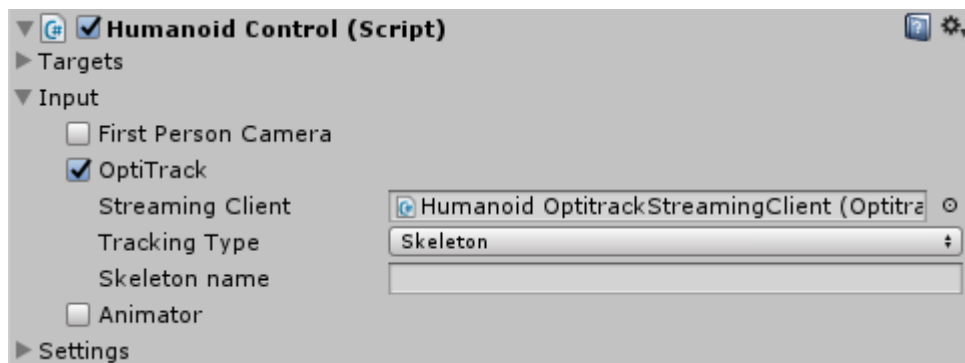 Humanoid Control (Script)
Targets
Input
First Person Camera
OptiTrack
Streaming Client Humanoid OptitrackStreamingClient (Optitra
Tracking Type Skeleton
Skeleton name
Animator
Settings